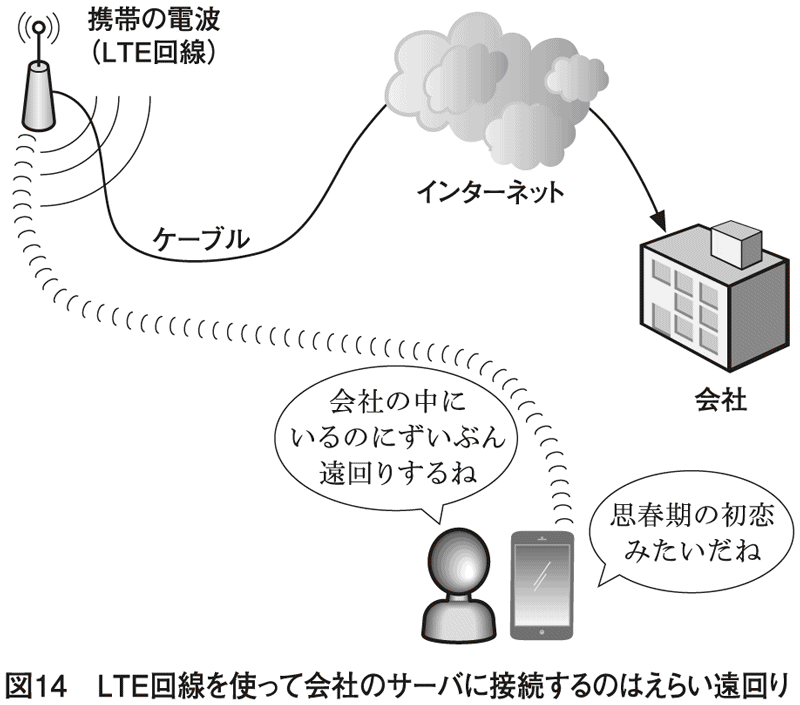 携帯の電波
（LTE回線）
インターネット
ケーブル
会社
会社の中に
いるのにずいぶん
遠回りするね
思春期の初恋
みたいだね
図14　LTE回線を使って会社のサーバに接続するのはえらい遠回り